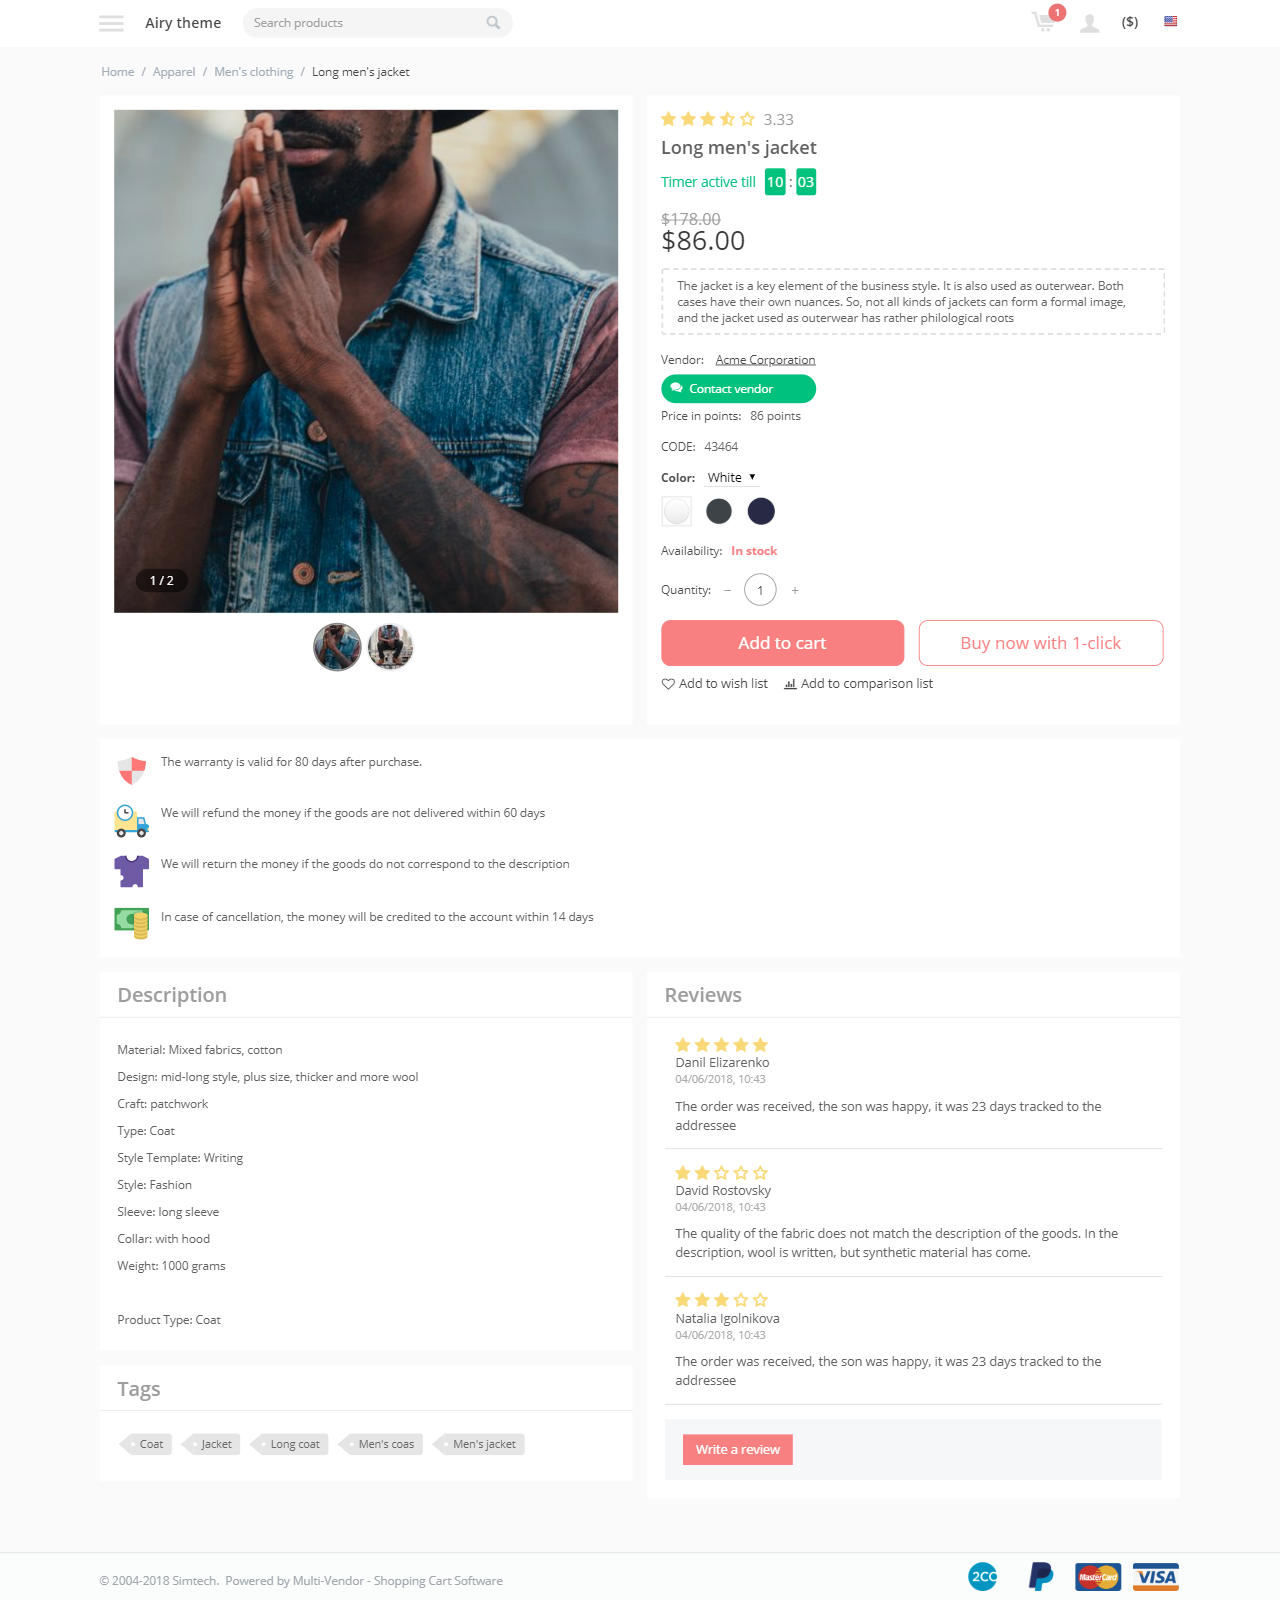 Airy theme
Search products
1
($)
Home / Apparel / Men's clothing / Long men's jacket
1 / 2
3.33
Long men's jacket
Timer active till 10 : 03
$178.00
$86.00
The jacket is a key element of the business style. It is also used as outerwear. Both
cases have their own nuances. So, not all kinds of jackets can form a formal image,
and the jacket used as outerwear has rather philological roots
Vendor: Acme Corporation
Contact vendor
Price in points: 86 points
CODE: 43464
Color: White
Availability: In stock
Quantity: − 1 +
Add to cart
Buy now with 1-click
Add to wish list
Add to comparison list
The warranty is valid for 80 days after purchase.
We will refund the money if the goods are not delivered within 60 days
We will return the money if the goods do not correspond to the description
In case of cancellation, the money will be credited to the account within 14 days
Description
Material: Mixed fabrics, cotton
Design: mid-long style, plus size, thicker and more wool
Craft: patchwork
Type: Coat
Style Template: Writing
Style: Fashion
Sleeve: long sleeve
Collar: with hood
Weight: 1000 grams
Product Type: Coat
Tags
Coat
Jacket
Long coat
Men's coas
Men's jacket
Reviews
Danil Elizarenko
04/06/2018, 10:43
The order was received, the son was happy, it was 23 days tracked to the
addressee
David Rostovsky
04/06/2018, 10:43
The quality of the fabric does not match the description of the goods. In the
description, wool is written, but synthetic material has come.
Natalia Igolnikova
04/06/2018, 10:43
The order was received, the son was happy, it was 23 days tracked to the
addressee
Write a review
© 2004-2018 Simtech. Powered by Multi-Vendor - Shopping Cart Software
2CO
MasterCard
VISA